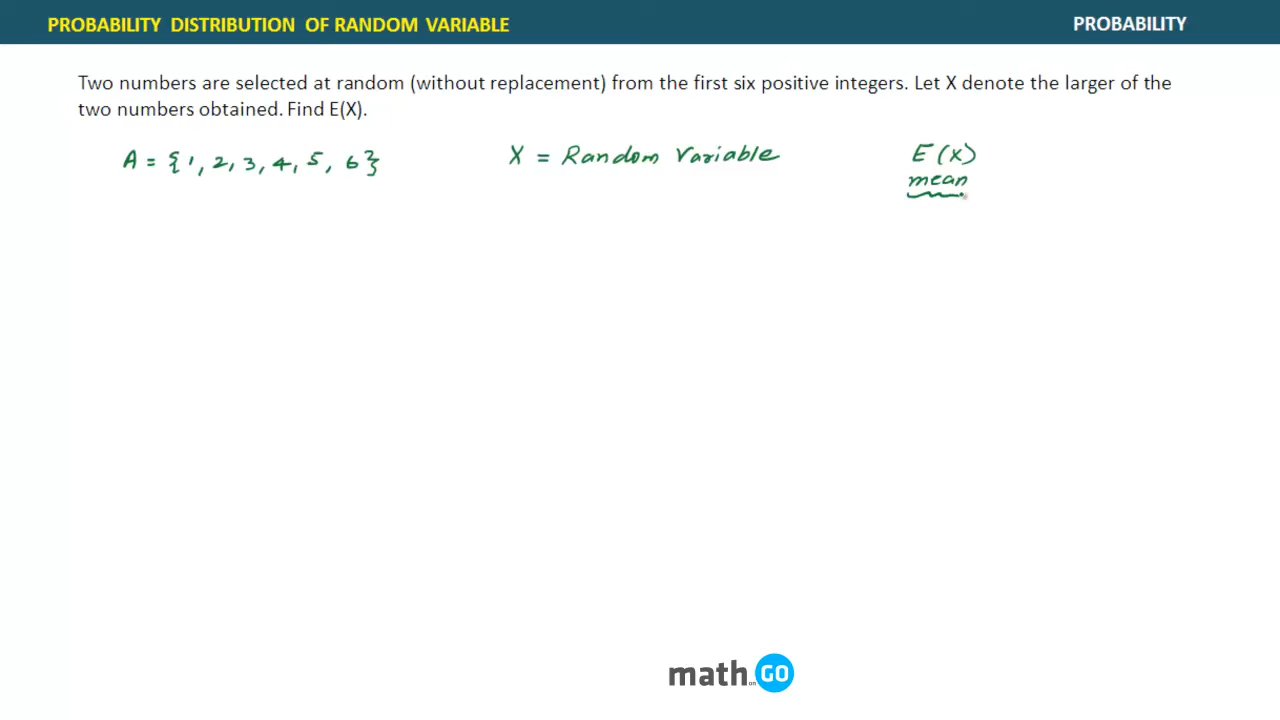 PROBABILITY DISTRIBUTION OF RANDOM VARIABLE
PROBABILITY
Two numbers are selected at random (without replacement) from the first six positive integers. Let X denote the larger of the
two numbers obtained. Find E(X).
A = {1, 2, 3, 4, 5, 6}
X = Random Variable
E(X)
mean
math on GO